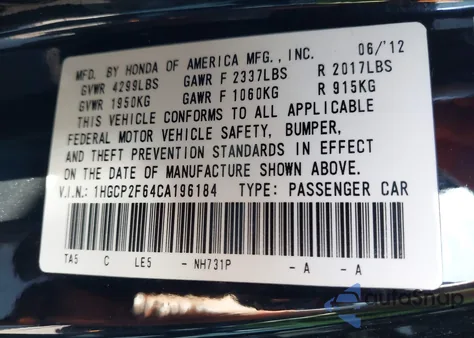 MFD. BY HONDA OF AMERICA MFG., INC. 06/'12
GVWR 4299LBS GAWR F 2337LBS R 2017LBS
GVWR 1950KG GAWR F 1060KG R 915KG
THIS VEHICLE CONFORMS TO ALL APPLICABLE
FEDERAL MOTOR VEHICLE SAFETY, BUMPER,
AND THEFT PREVENTION STANDARDS IN EFFECT
ON THE DATE OF MANUFACTURE SHOWN ABOVE.
V.I.N: 1HGCP2F64CA196184 TYPE: PASSENGER CAR
TA5 C LE5 - NH731P - A - A
autoSnap